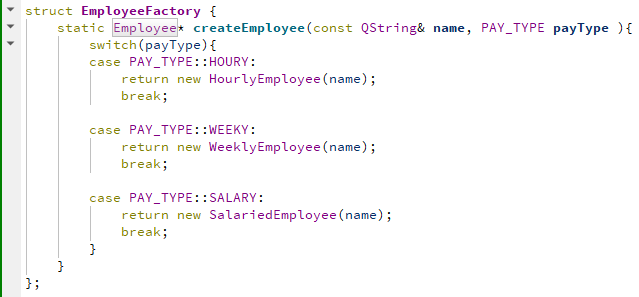 struct EmployeeFactory {
    static Employee* createEmployee(const QString& name, PAY_TYPE payType ){
        switch(payType){
        case PAY_TYPE::HOURY:
            return new HourlyEmployee(name);
            break;

        case PAY_TYPE::WEEKY:
            return new WeeklyEmployee(name);
            break;

        case PAY_TYPE::SALARY:
            return new SalariedEmployee(name);
            break;
        }
    }
};